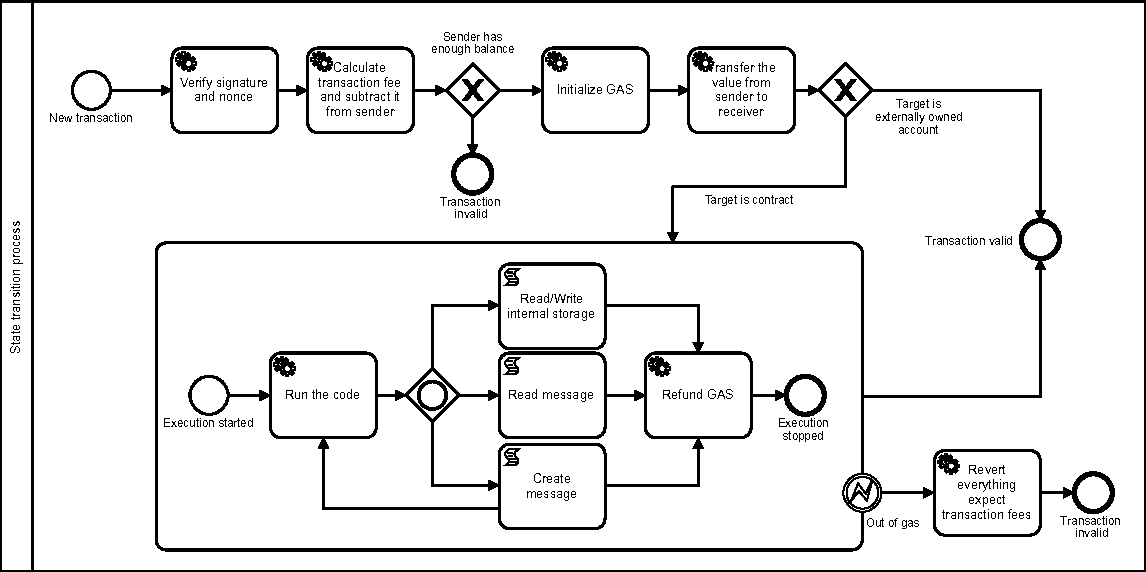 State transition process
New transaction
Verify signature
and nonce
Calculate
transaction fee
and subtract it
from sender
Sender has
enough balance
Transaction
invalid
Initialize GAS
Transfer the
value from
sender to
receiver
Target is
externally owned
account
Target is contract
Transaction valid
Execution started
Run the code
Read/Write
internal storage
Read message
Create
message
Refund GAS
Execution
stopped
Out of gas
Revert
everything
expect
transaction fees
Transaction
invalid